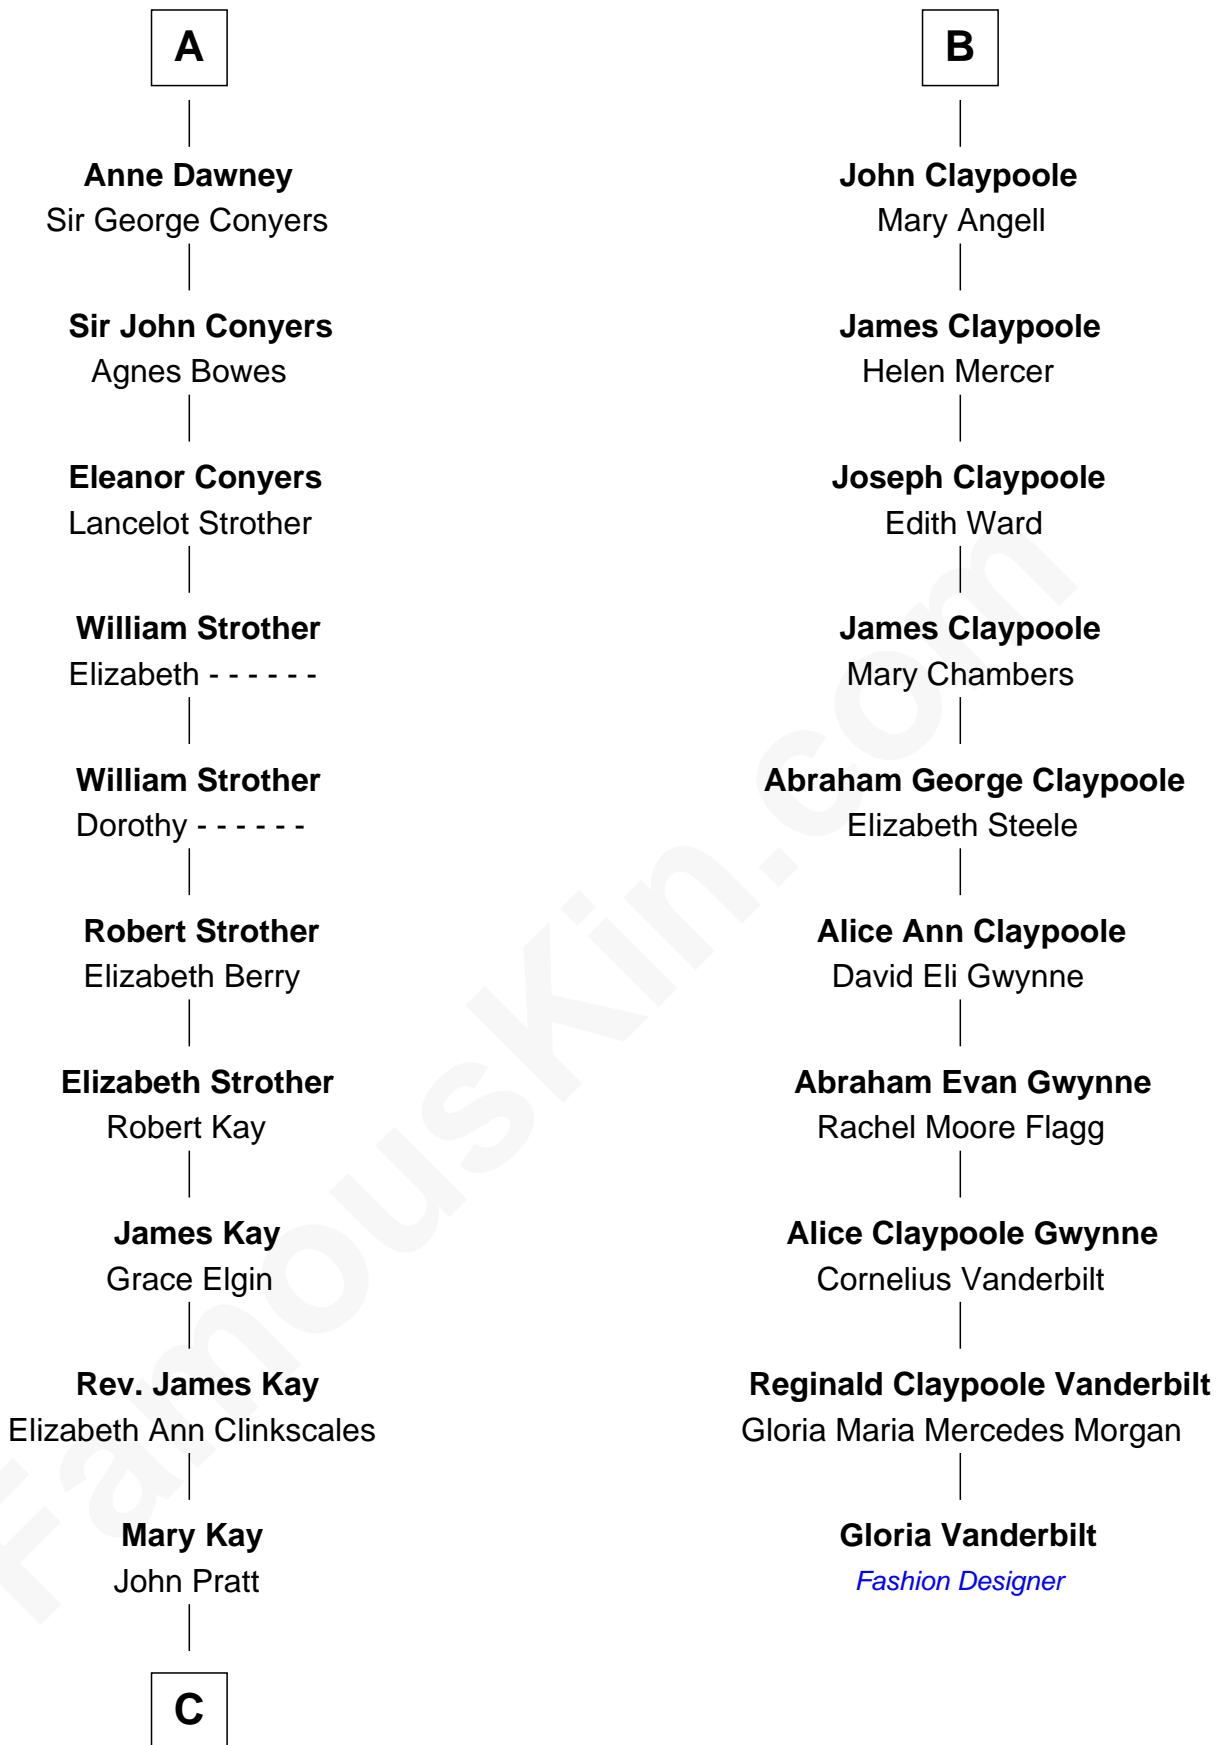 A
Anne Dawney
Sir George Conyers
Sir John Conyers
Agnes Bowes
Eleanor Conyers
Lancelot Strother
William Strother
Elizabeth - - - - - -
William Strother
Dorothy - - - - - -
Robert Strother
Elizabeth Berry
Elizabeth Strother
Robert Kay
James Kay
Grace Elgin
Rev. James Kay
Elizabeth Ann Clinkscales
Mary Kay
John Pratt
C
B
John Claypoole
Mary Angell
James Claypoole
Helen Mercer
Joseph Claypoole
Edith Ward
James Claypoole
Mary Chambers
Abraham George Claypoole
Elizabeth Steele
Alice Ann Claypoole
David Eli Gwynne
Abraham Evan Gwynne
Rachel Moore Flagg
Alice Claypoole Gwynne
Cornelius Vanderbilt
Reginald Claypoole Vanderbilt
Gloria Maria Mercedes Morgan
Gloria Vanderbilt
Fashion Designer
FamousKin.com